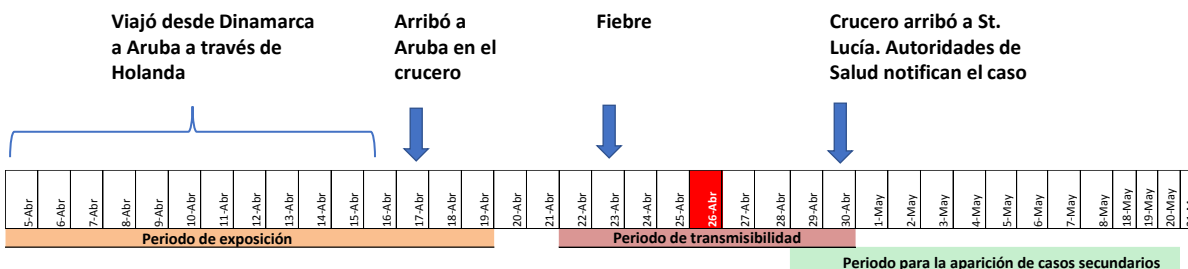 Viajó desde Dinamarca
a Aruba a través de
Holanda
Arribó a
Aruba en el
crucero
Fiebre
Crucero arribó a St.
Lucía. Autoridades de
Salud notifican el caso
5-Abr
6-Abr
7-Abr
8-Abr
9-Abr
10-Abr
11-Abr
12-Abr
13-Abr
14-Abr
15-Abr
16-Abr
17-Abr
18-Abr
19-Abr
20-Abr
21-Abr
22-Abr
23-Abr
24-Abr
25-Abr
26-Abr
27-Abr
28-Abr
29-Abr
30-Abr
1-May
2-May
3-May
4-May
5-May
6-May
7-May
8-May
18-May
19-May
20-May
Periodo de exposición
Periodo de transmisibilidad
Periodo para la aparición de casos secundarios